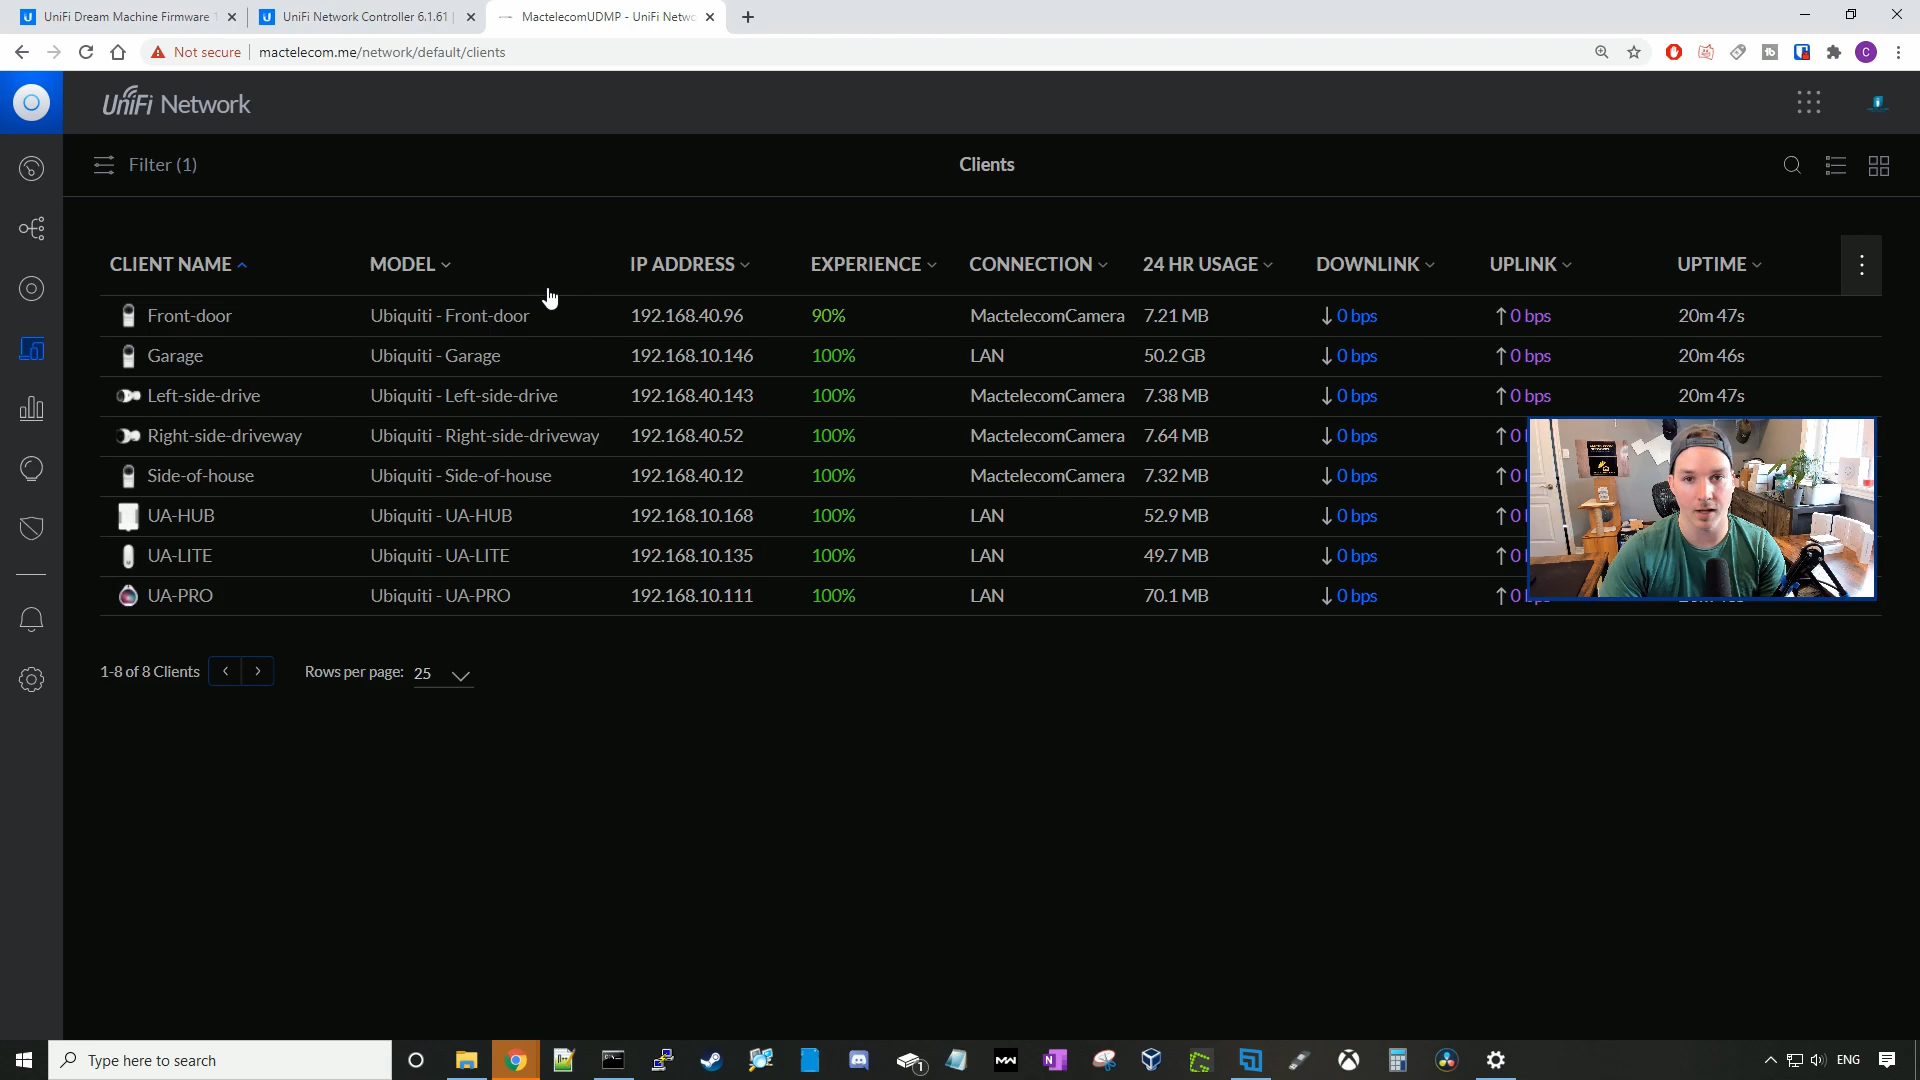 UniFi Dream Machine Firmware
UniFi Network Controller 6.1.61
MactelecomUDMP - UniFi Netwo
Not secure
mactelecom.me/network/default/clients
UniFi Network
Filter (1)
Clients
CLIENT NAME MODEL IP ADDRESS EXPERIENCE CONNECTION 24 HR USAGE DOWNLINK UPLINK UPTIME
Front-door Ubiquiti - Front-door 192.168.40.96 90% MactelecomCamera 7.21 MB 0 bps 0 bps 20m 47s
Garage Ubiquiti - Garage 192.168.10.146 100% LAN 50.2 GB 0 bps 0 bps 20m 46s
Left-side-drive Ubiquiti - Left-side-drive 192.168.40.143 100% MactelecomCamera 7.38 MB 0 bps 0 bps 20m 47s
Right-side-driveway Ubiquiti - Right-side-driveway 192.168.40.52 100% MactelecomCamera 7.64 MB 0 bps 0
Side-of-house Ubiquiti - Side-of-house 192.168.40.12 100% MactelecomCamera 7.32 MB 0 bps 0
UA-HUB Ubiquiti - UA-HUB 192.168.10.168 100% LAN 52.9 MB 0 bps 0
UA-LITE Ubiquiti - UA-LITE 192.168.10.135 100% LAN 49.7 MB 0 bps 0
UA-PRO Ubiquiti - UA-PRO 192.168.10.111 100% LAN 70.1 MB 0 bps 0
1-8 of 8 Clients
Rows per page: 25
Type here to search
ENG